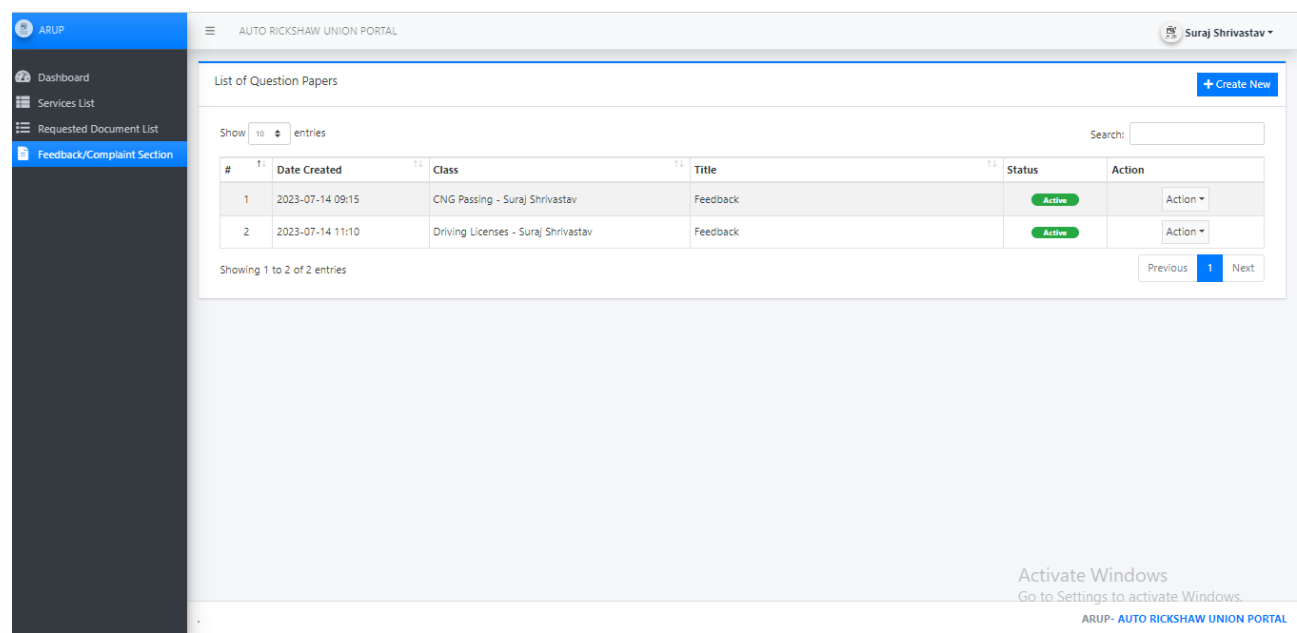 ARUP
AUTO RICKSHAW UNION PORTAL
Suraj Shrivastav
Dashboard
Services List
Requested Document List
Feedback/Complaint Section
List of Question Papers
+ Create New
Show 10 entries
Search:
# Date Created Class Title Status Action
1 2023-07-14 09:15 CNG Passing - Suraj Shrivastav Feedback Active Action
2 2023-07-14 11:10 Driving Licenses - Suraj Shrivastav Feedback Active Action
Showing 1 to 2 of 2 entries
Previous 1 Next
Activate Windows
Go to Settings to activate Windows.
.
ARUP- AUTO RICKSHAW UNION PORTAL